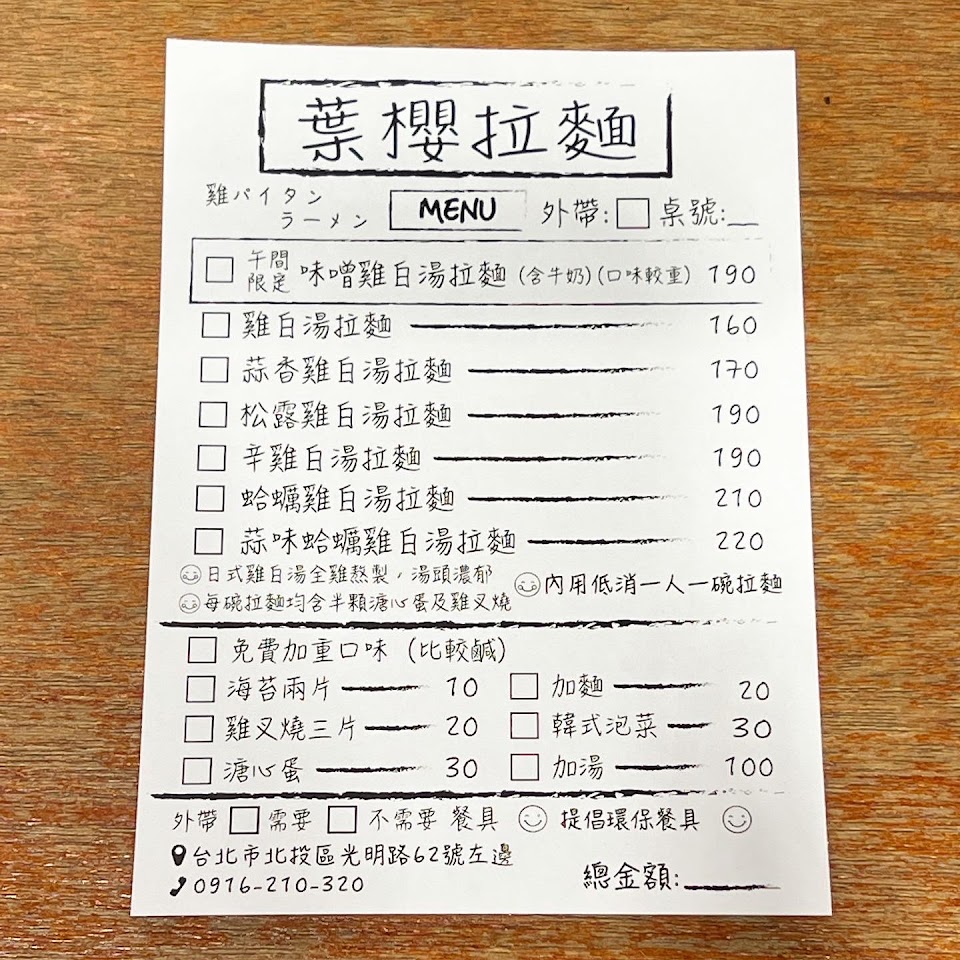 葉櫻拉麵
雞パイタン
ラーメン
MENU
外帶:□ 桌號:__
□ 午間限定 味噌雞白湯拉麵 (含牛奶)(口味較重) 190
□ 雞白湯拉麵 160
□ 蒜香雞白湯拉麵 170
□ 松露雞白湯拉麵 190
□ 辛雞白湯拉麵 190
□ 蛤蠣雞白湯拉麵 210
□ 蒜味蛤蠣雞白湯拉麵 220
日式雞白湯全雞熬製，湯頭濃郁
每碗拉麵均含半顆溏心蛋及雞叉燒
內用低消一人一碗拉麵
□ 免費加重口味 (比較鹹)
□ 海苔兩片 10 □ 加麵 20
□ 雞叉燒三片 20 □ 韓式泡菜 30
□ 溏心蛋 30 □ 加湯 100
外帶 □ 需要 □ 不需要 餐具 提倡環保餐具
台北市北投區光明路62號左邊
0916-210-320
總金額:____